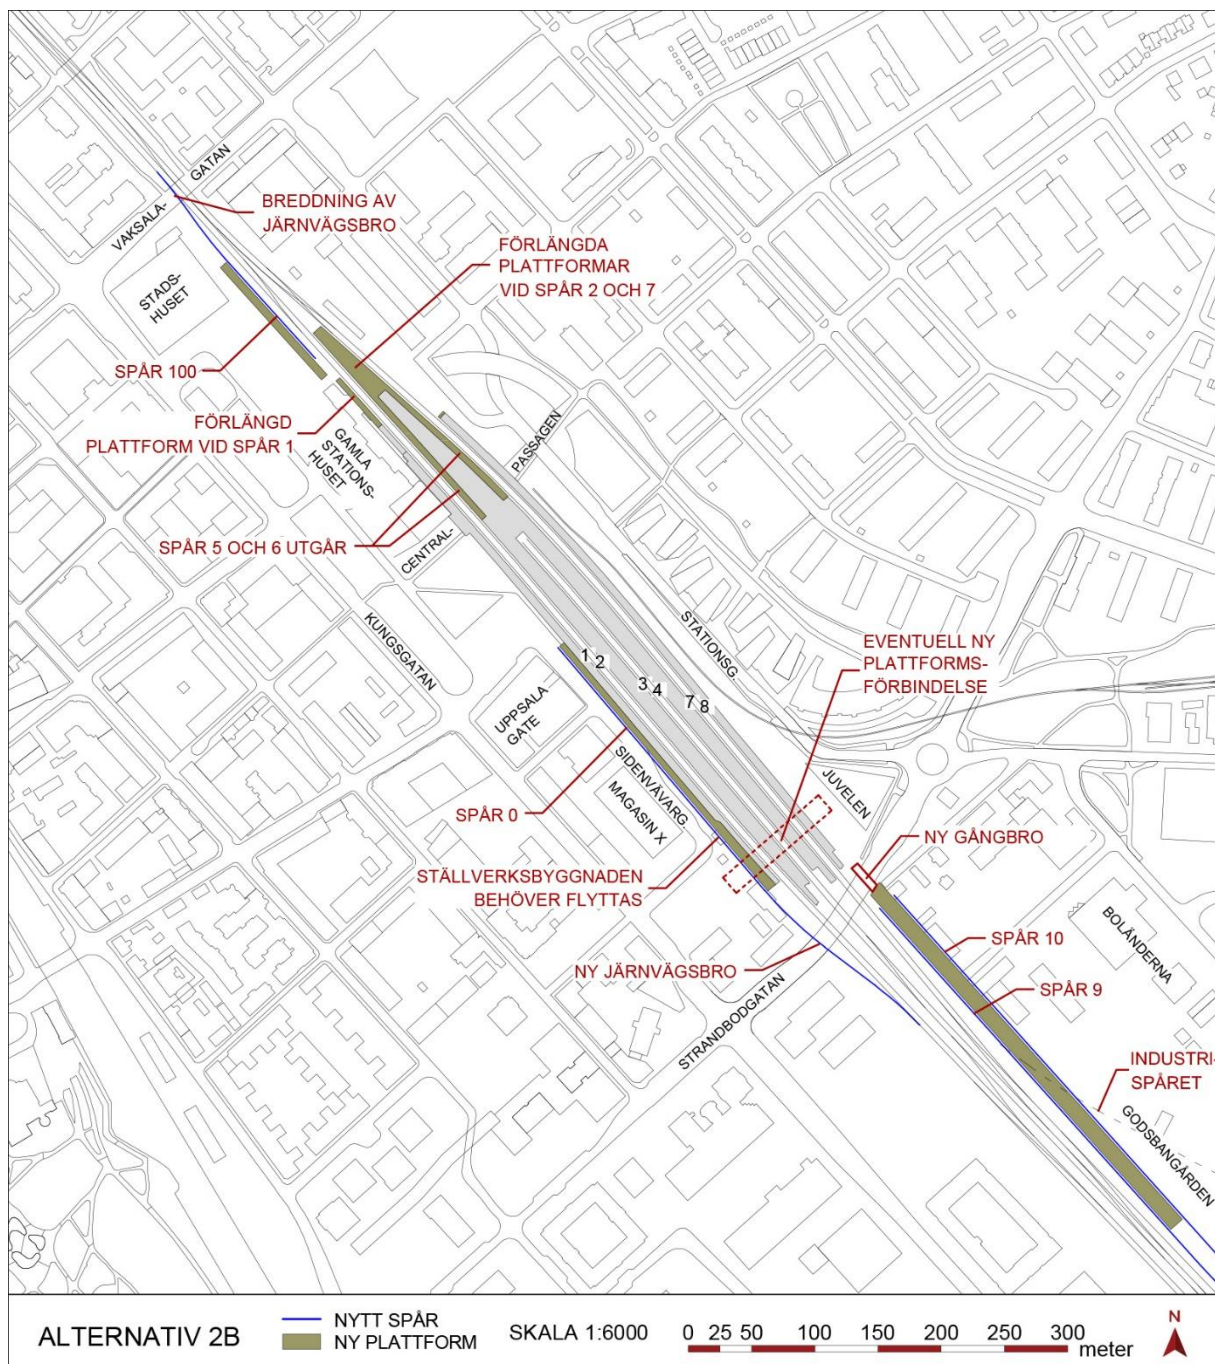 GATAN
VAKSALA-
BREDDNING AV
JÄRNVÄGSBRO
STADS-
HUSET
FÖRLÄNGDA
PLATTFORMAR
VID SPÅR 2 OCH 7
SPÅR 100
FÖRLÄNGD
PLATTFORM VID SPÅR 1
GAMLA
STATIONS-
HUSET
PASSAGEN
CENTRAL-
SPÅR 5 OCH 6 UTGÅR
KUNGSGATAN
STATIONSG.
EVENTUELL NY
PLATTFORMS-
FÖRBINDELSE
1 2
3 4
7 8
UPPSALA
GATE
SIDENVÄVARG
MAGASIN X
JUVELEN
SPÅR 0
NY GÅNGBRO
STÄLLVERKSBYGGNADEN
BEHÖVER FLYTTAS
BOLÄNDERNA
SPÅR 10
NY JÄRNVÄGSBRO
SPÅR 9
STRANDBODGATAN
INDUSTRI-
SPÅRET
GODSBANGÅRDEN
ALTERNATIV 2B
NYTT SPÅR
NY PLATTFORM
SKALA 1:6000
0 25 50 100 150 200 250 300
meter
N